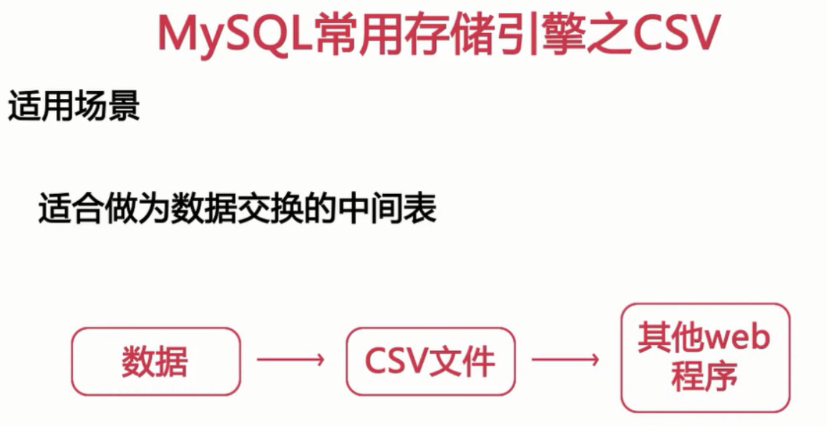 MySQL常用存储引擎之CSV
适用场景
适合做为数据交换的中间表
数据
CSV文件
其他web
程序